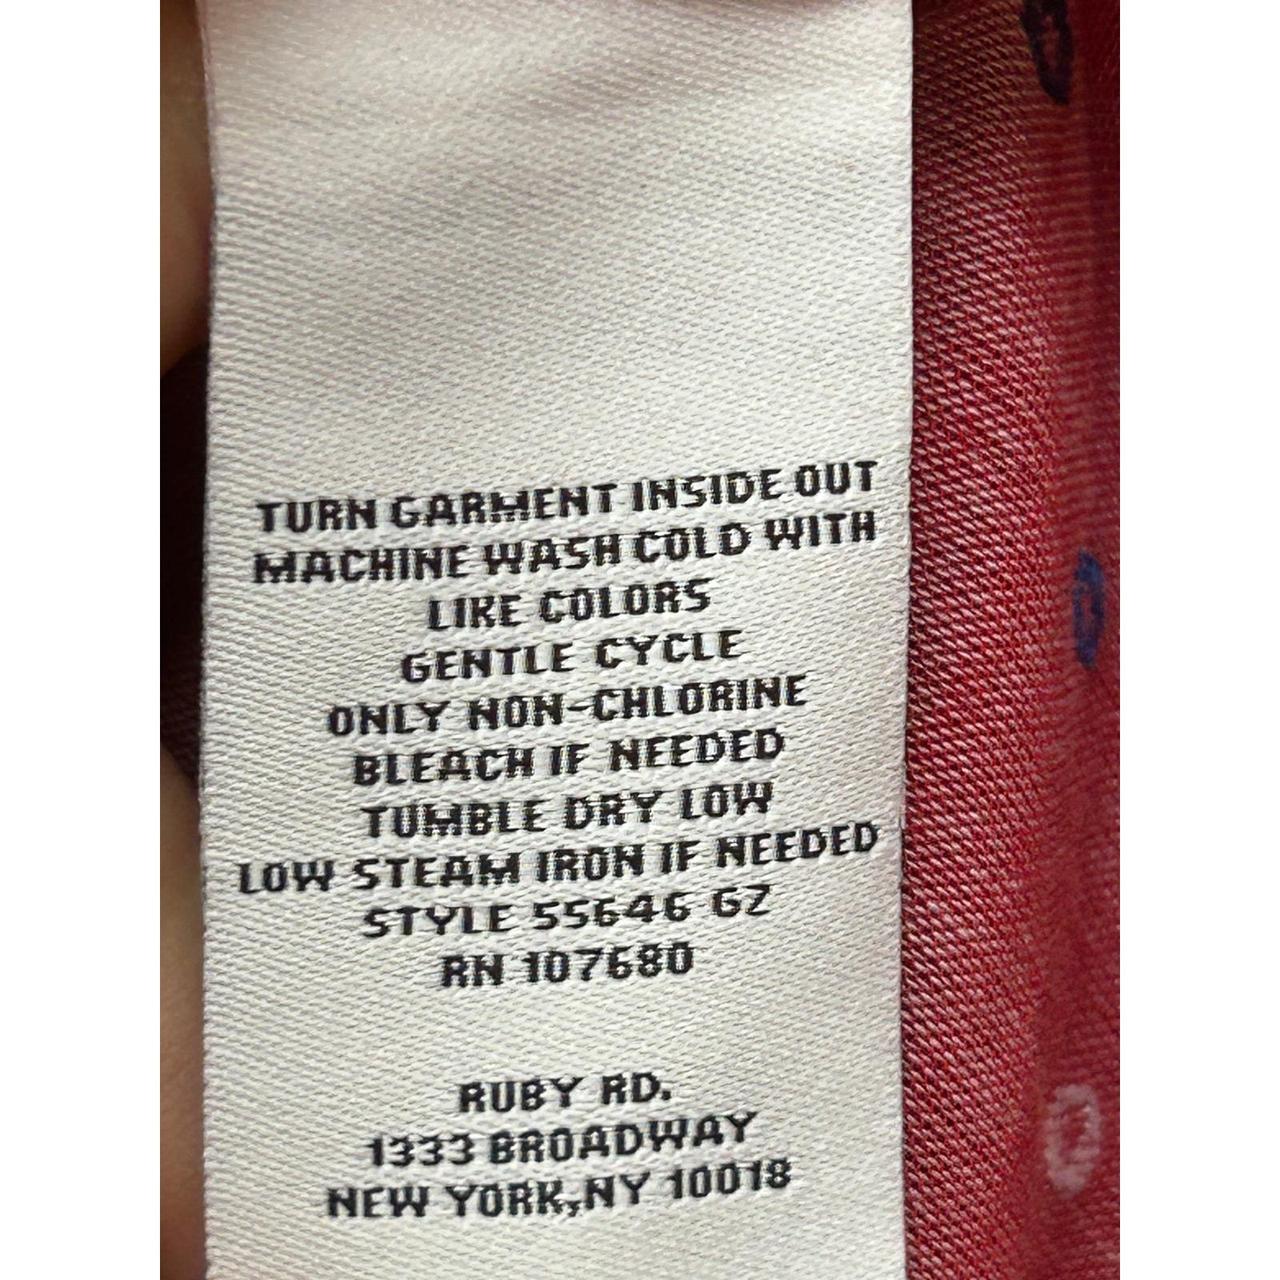 TURN GARMENT INSIDE OUT
MACHINE WASH COLD WITH
LIKE COLORS
GENTLE CYCLE
ONLY NON-CHLORINE
BLEACH IF NEEDED
TUMBLE DRY LOW
LOW STEAM IRON IF NEEDED
STYLE 55646 GZ
RN 107680
RUBY RD.
1333 BROADWAY
NEW YORK,NY 10018